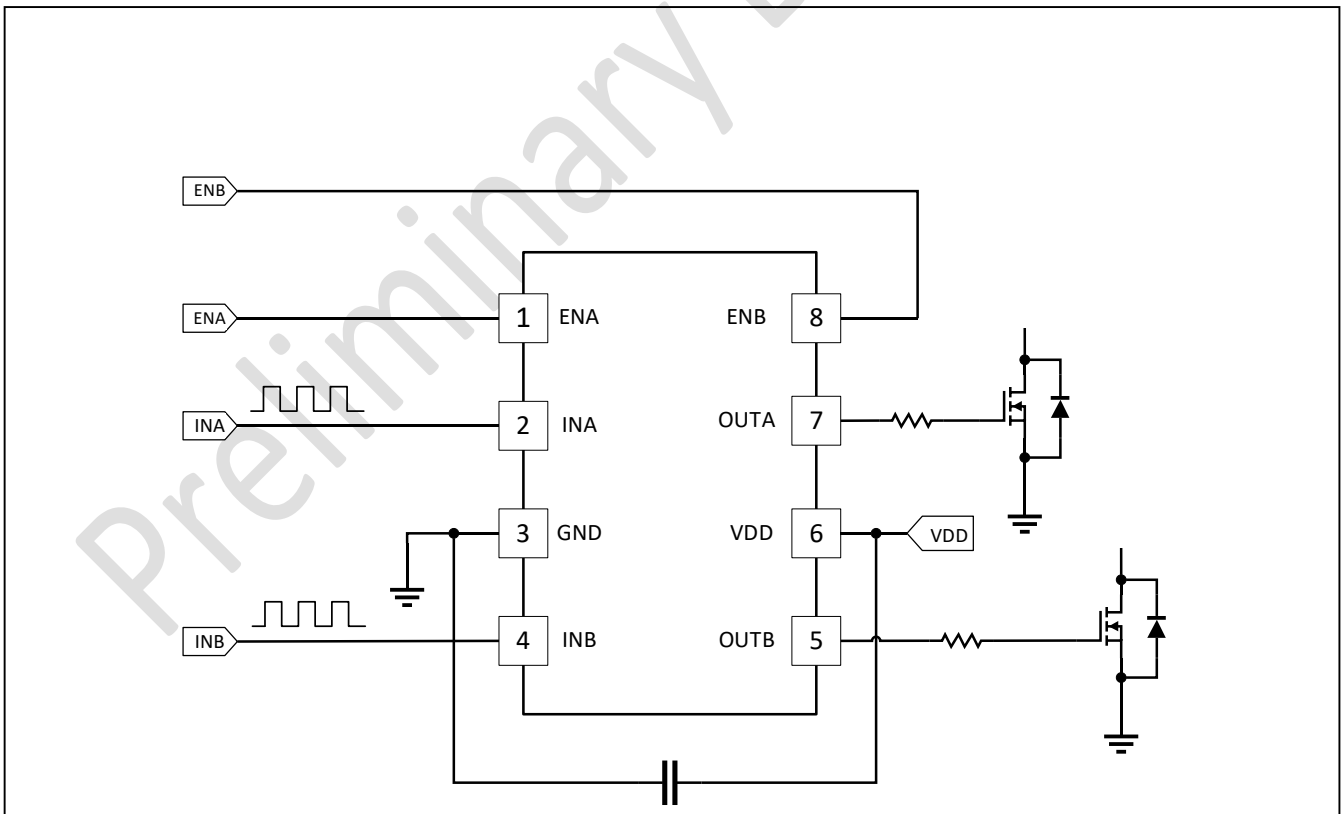 Preliminary
ENB
ENA
1
ENA
ENB
8
INA
2
INA
OUTA
7
3
GND
VDD
6
VDD
INB
4
INB
OUTB
5